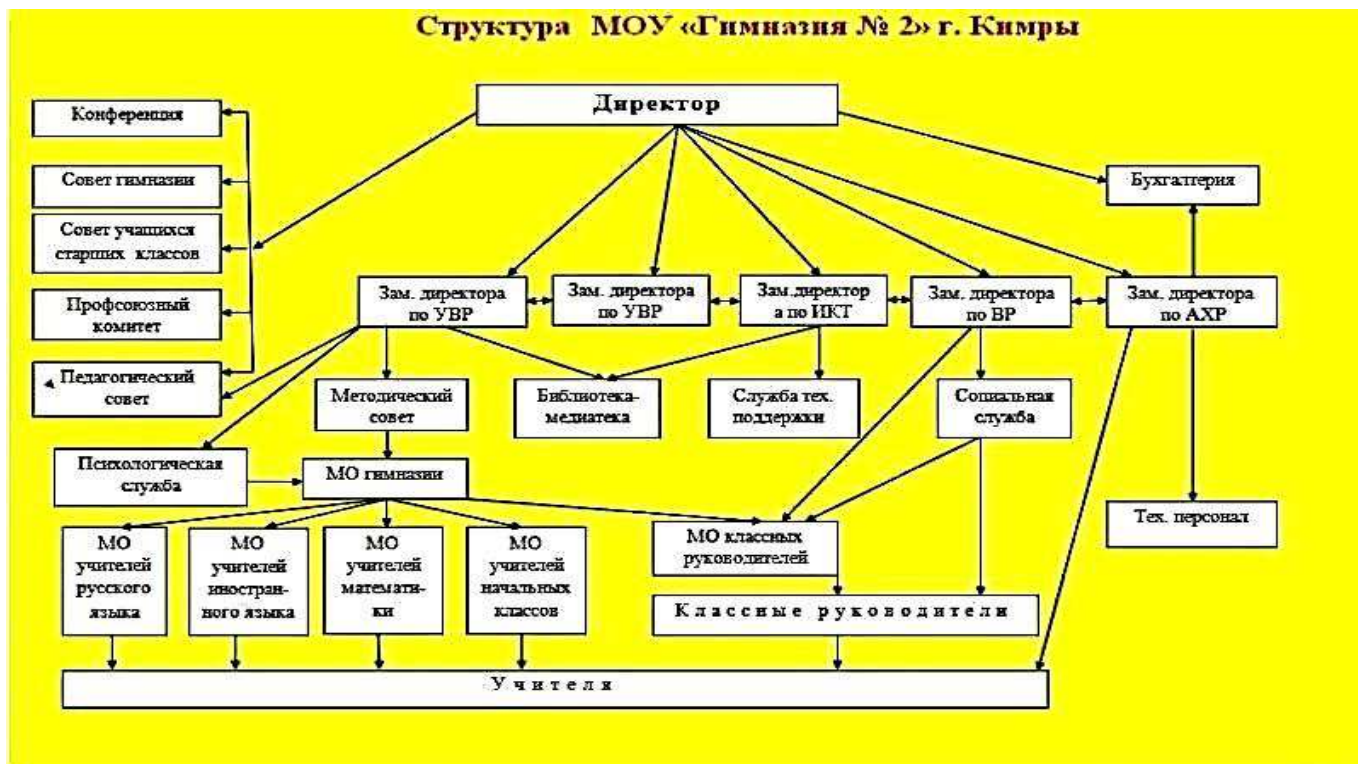 Структура МОУ «Гимназия № 2» г. Кимры
Директор
Конференция
Совет гимназии
Совет учащихся
старших классов
Профсоюзный
комитет
Педагогический
совет
Бухгалтерия
Зам. директора
по УВР
Зам. директора
по УВР
Зам.директор
а по ИКТ
Зам. директора
по ВР
Зам. директора
по АХР
Методический
совет
Библиотека-
медиатека
Служба тех.
поддержки
Социальная
служба
Психологическая
служба
МО гимназии
Тех. персонал
МО
учителей
русского
языка
МО
учителей
иностран-
ного языка
МО
учителей
математи-
ки
МО
учителей
начальных
классов
МО классных
руководителей
Классные руководители
Учителя